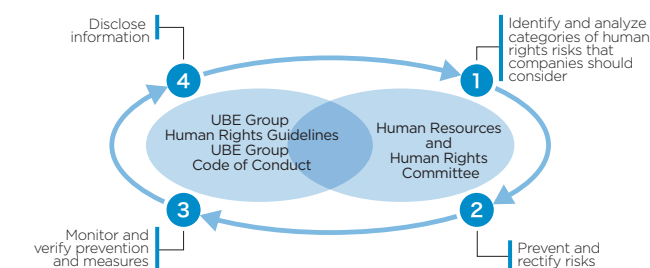 Disclose
information
4
1
Identify and analyze
categories of human
rights risks that
companies should
consider
UBE Group
Human Rights Guidelines
UBE Group
Code of Conduct
Human Resources
and
Human Rights
Committee
3
Monitor and
verify prevention
and measures
2
Prevent and
rectify risks